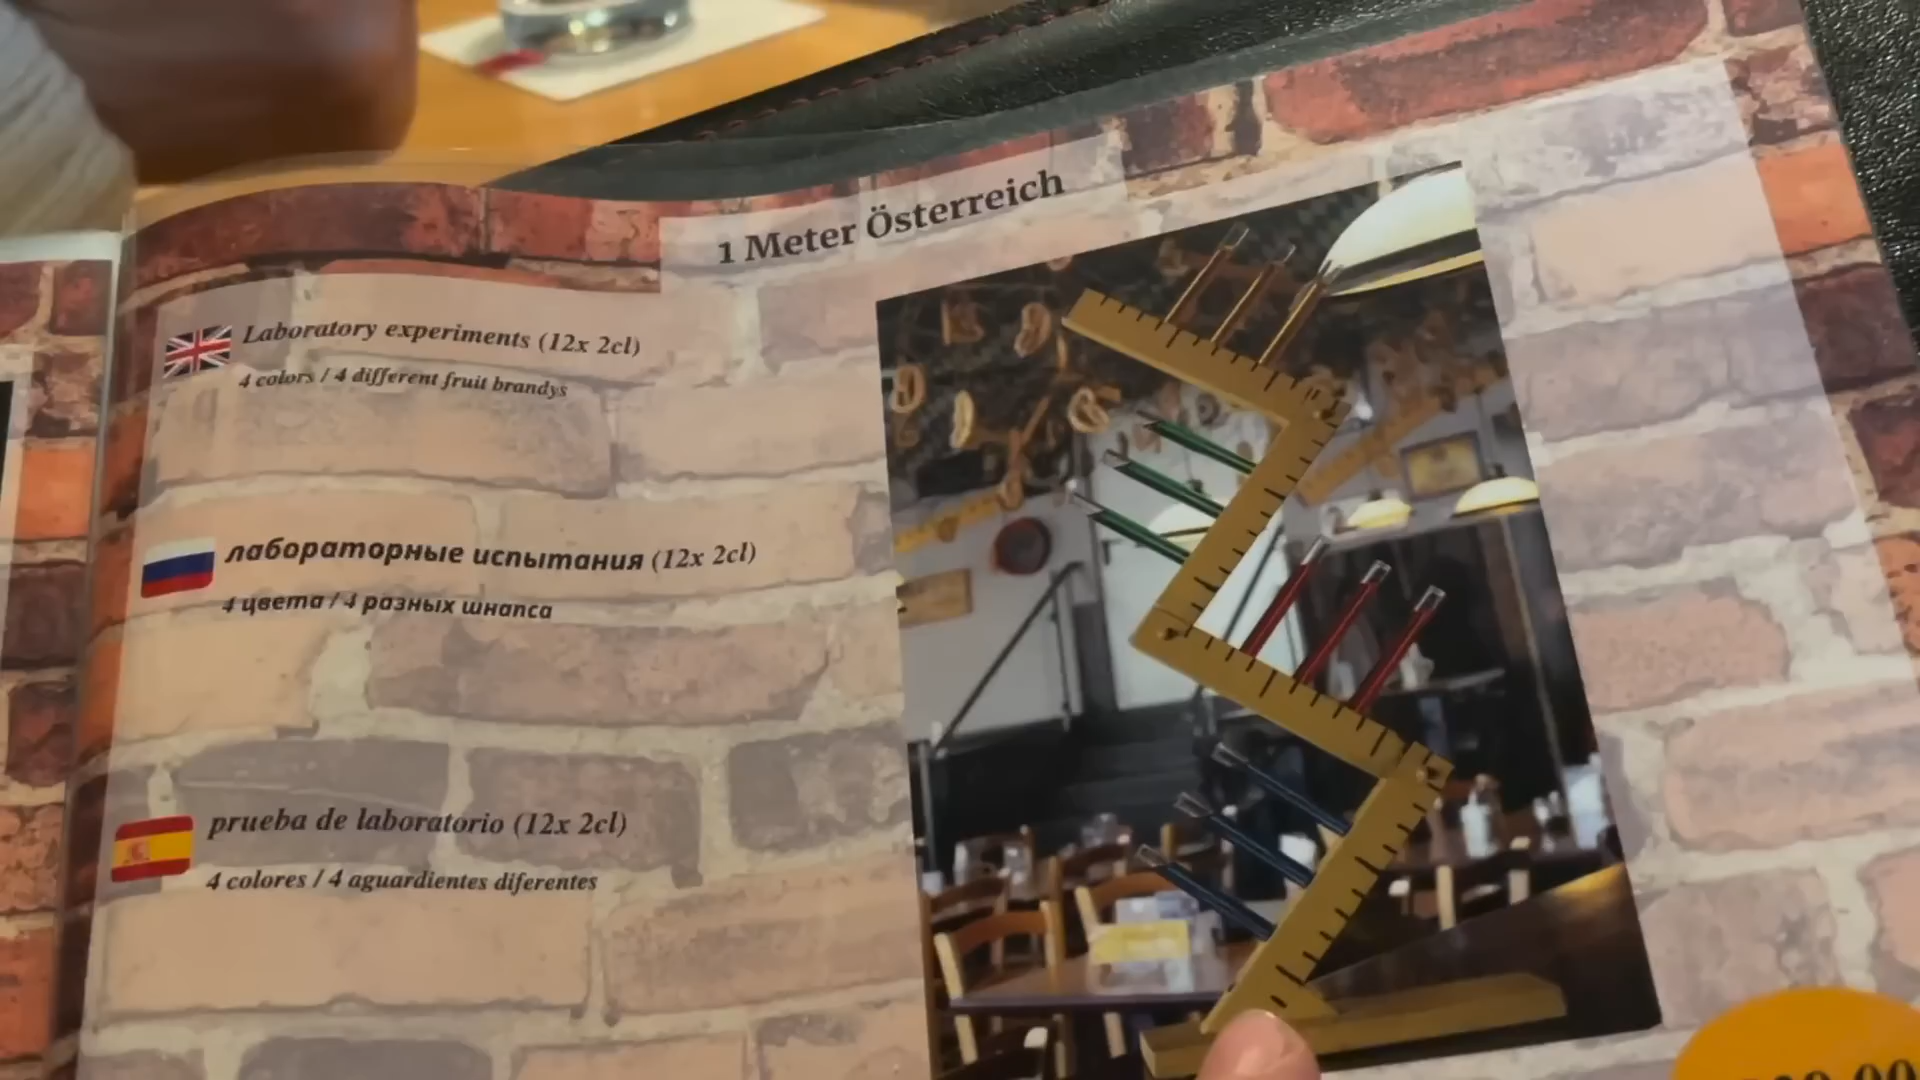 1 Meter Österreich
Laboratory experiments (12x 2cl)
4 colors / 4 different fruit brandys
лабораторные испытания (12x 2cl)
4 цвета / 4 разных шнапса
prueba de laboratorio (12x 2cl)
4 colores / 4 aguardientes diferentes